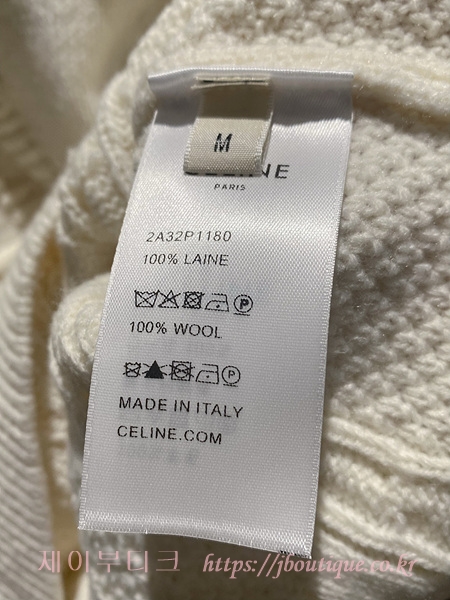 M
CELINE
PARIS
2A32P1180
100% LAINE
100% WOOL
MADE IN ITALY
CELINE.COM
제이부티크 https://jboutique.co.kr